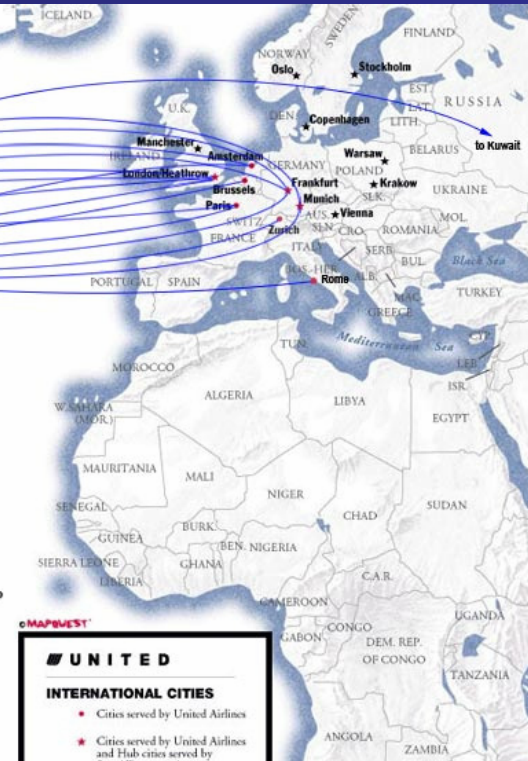 ICELAND
SWEDEN
FINLAND
NORWAY
Oslo
Stockholm
EST.
RUSSIA
LAT.
U.K.
DEN.
LITH.
Copenhagen
to Kuwait
Manchester
BELARUS
IRELAND
Amsterdam
Warsaw
GERMANY
POLAND
London/Heathrow
Frankfurt
Krakow
Brussels
UKRAINE
SLK.
Munich
Paris
AUS.
Vienna
MOL.
SWITZ.
Zurich
SLN.
CRO.
ROMANIA
FRANCE
ITALY
SERB.
BUL.
Black Sea
BOS.-HER.
ALB.
PORTUGAL
SPAIN
Rome
TURKEY
MAC.
GREECE
TUN.
Mediterranean Sea
CYP.
LEB.
MOROCCO
ISR.
ALGERIA
LIBYA
W.SAHARA
(MOR.)
EGYPT
MAURITANIA
MALI
NIGER
SENEGAL
CHAD
SUDAN
BURK.
GUINEA
BEN.
NIGERIA
SIERRA LEONE
GHANA
LIBERIA
C.A.R.
CAMEROON
UGANDA
CONGO
GABON
DEM. REP.
OF CONGO
TANZANIA
ANGOLA
ZAMBIA
©MAPQUEST
UNITED
INTERNATIONAL CITIES
Cities served by United Airlines
Cities served by United Airlines
and Hub cities served by